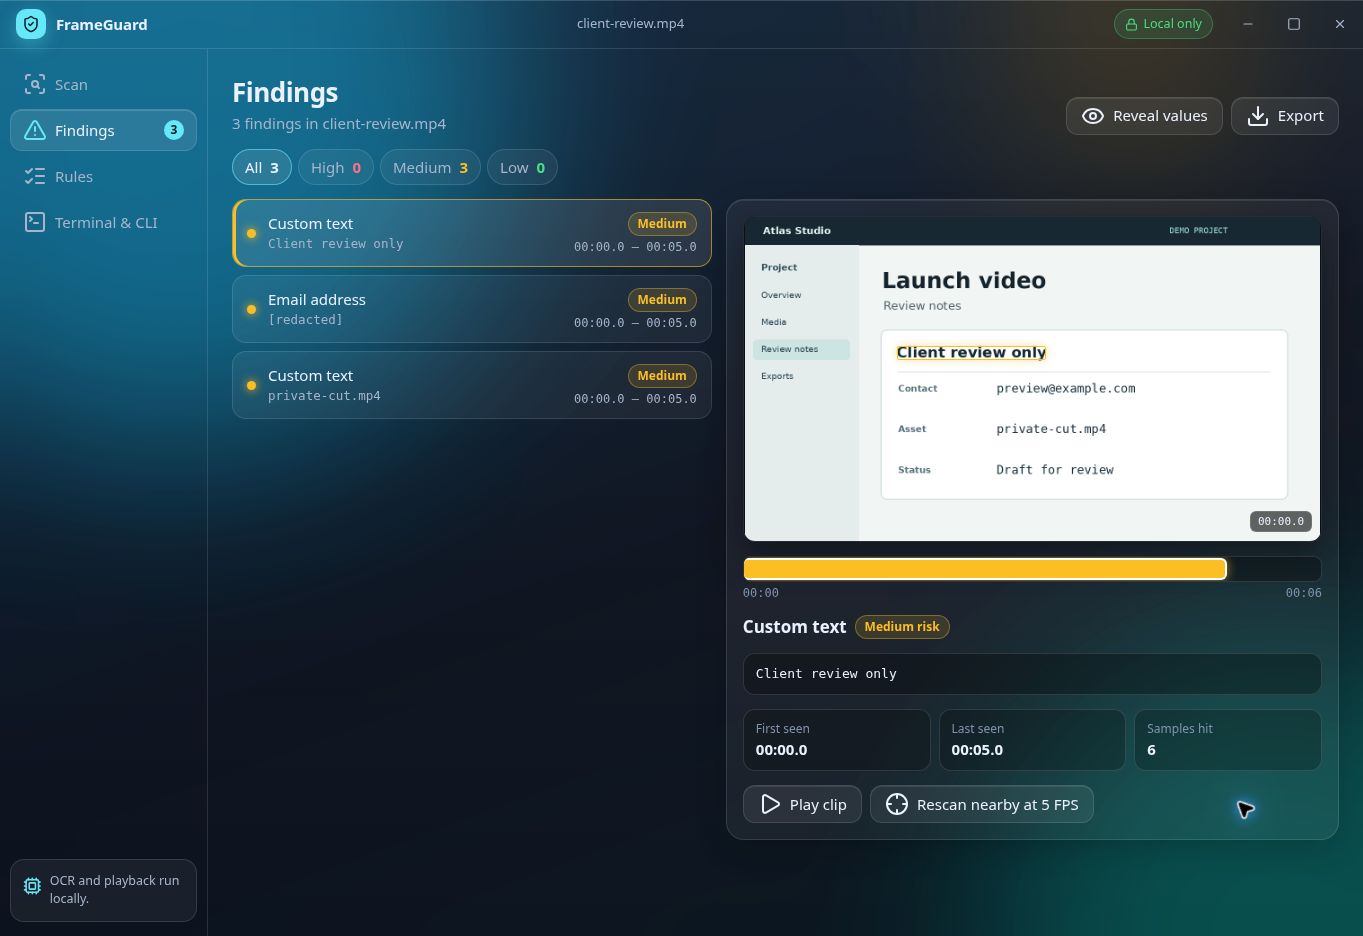 FrameGuard
client-review.mp4
Local only
Scan
Findings 3
Rules
Terminal & CLI
OCR and playback run
locally.
Findings
3 findings in client-review.mp4
Reveal values
Export
All 3
High 0
Medium 3
Low 0
Custom text
Medium
Client review only
00:00.0 — 00:05.0
Email address
Medium
[redacted]
00:00.0 — 00:05.0
Custom text
Medium
private-cut.mp4
00:00.0 — 00:05.0
Atlas Studio
DEMO PROJECT
Project
Overview
Media
Review notes
Exports
Launch video
Review notes
Client review only
Contact preview@example.com
Asset private-cut.mp4
Status Draft for review
00:00.0
00:00
00:06
Custom text
Medium risk
Client review only
First seen
00:00.0
Last seen
00:05.0
Samples hit
6
Play clip
Rescan nearby at 5 FPS